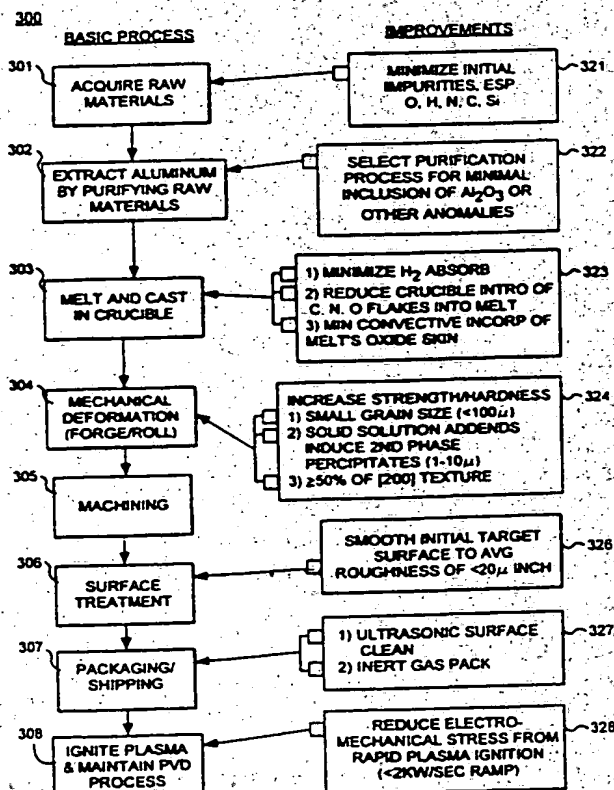 300
BASIC PROCESS
IMPROVEMENTS
301
ACQUIRE RAW
MATERIALS
MINIMIZE INITIAL
IMPURITIES, ESP
O, H, N, C, Si
321
302
EXTRACT ALUMINUM
BY PURIFYING RAW
MATERIALS
SELECT PURIFICATION
PROCESS FOR MINIMAL
INCLUSION OF Al2O3 OR
OTHER ANOMALIES
322
303
MELT AND CAST
IN CRUCIBLE
1) MINIMIZE H2 ABSORB
2) REDUCE CRUCIBLE INTRO OF
C, N, O FLAKES INTO MELT
3) MIN CONVECTIVE INCORP OF
MELT'S OXIDE SKIN
323
304
MECHANICAL
DEFORMATION
(FORGE/ROLL)
INCREASE STRENGTH/HARDNESS
1) SMALL GRAIN SIZE (<100μ)
2) SOLID SOLUTION ADDENDS
INDUCE 2ND PHASE
PERCIPITATES (1-10μ)
3) ≥50% OF [200] TEXTURE
324
305
MACHINING
306
SURFACE
TREATMENT
SMOOTH INITIAL TARGET
SURFACE TO AVG
ROUGHNESS OF <20μ INCH
326
307
PACKAGING/
SHIPPING
1) ULTRASONIC SURFACE
CLEAN
2) INERT GAS PACK
327
308
IGNITE PLASMA
& MAINTAIN PVD
PROCESS
REDUCE ELECTRO-
MECHANICAL STRESS FROM
RAPID PLASMA IGNITION
(<2KW/SEC RAMP)
328